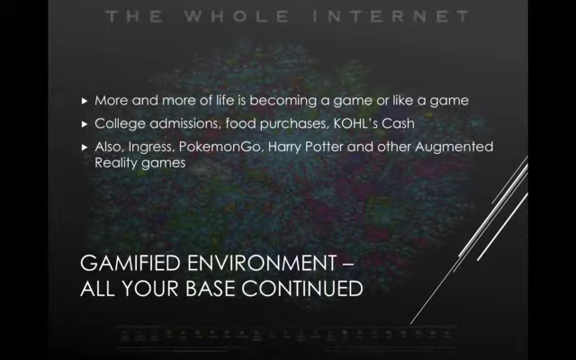 THE WHOLE INTERNET
More and more of life is becoming a game or like a game
College admissions, food purchases, KOHL's Cash
Also, Ingress, PokemonGo, Harry Potter and other Augmented
Reality games
GAMIFIED ENVIRONMENT –
ALL YOUR BASE CONTINUED